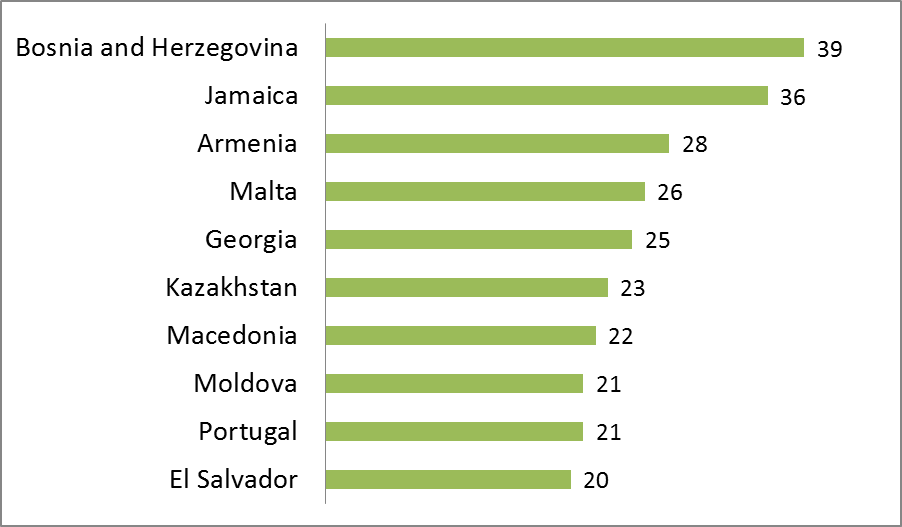 Bosnia and Herzegovina 39
Jamaica 36
Armenia 28
Malta 26
Georgia 25
Kazakhstan 23
Macedonia 22
Moldova 21
Portugal 21
El Salvador 20